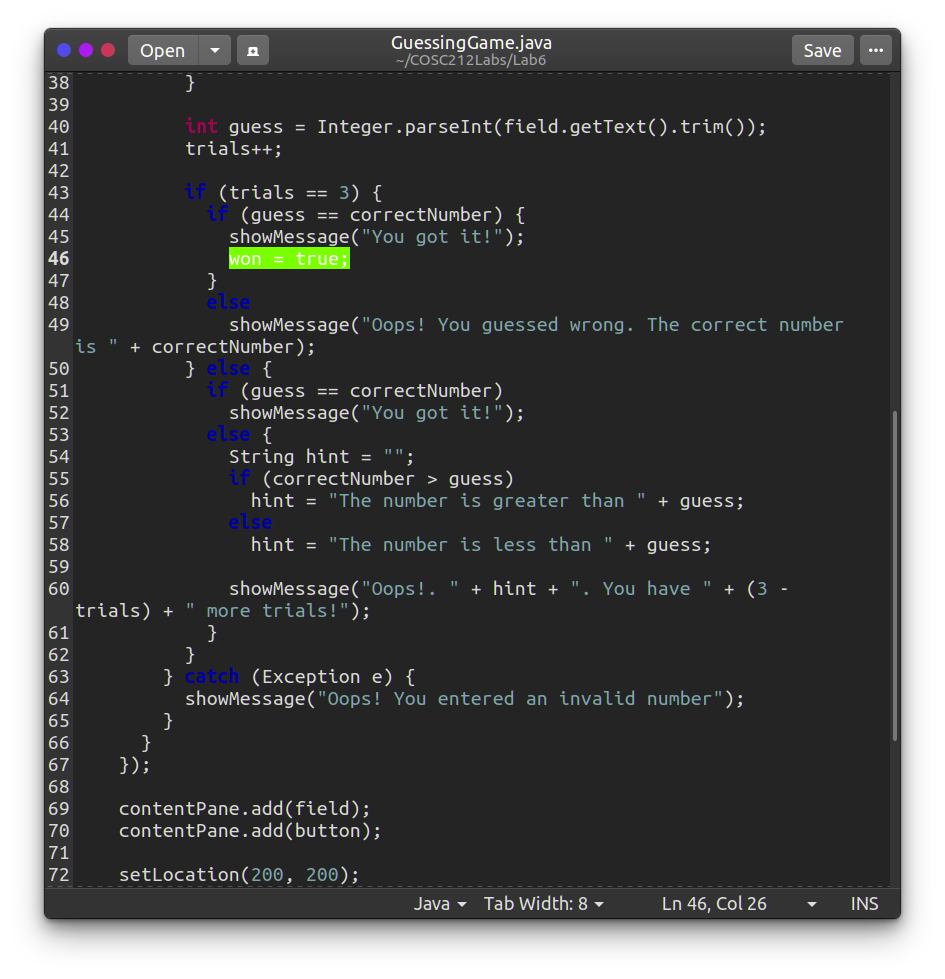 Open
GuessingGame.java
~/COSC212Labs/Lab6
Save
38           }
39
40           int guess = Integer.parseInt(field.getText().trim());
41           trials++;
42
43           if (trials == 3) {
44             if (guess == correctNumber) {
45               showMessage("You got it!");
46               won = true;
47             }
48             else
49               showMessage("Oops! You guessed wrong. The correct number
is " + correctNumber);
50           } else {
51             if (guess == correctNumber)
52               showMessage("You got it!");
53             else {
54               String hint = "";
55               if (correctNumber > guess)
56                 hint = "The number is greater than " + guess;
57               else
58                 hint = "The number is less than " + guess;
59
60               showMessage("Oops!. " + hint + ". You have " + (3 -
trials) + " more trials!");
61             }
62           }
63         } catch (Exception e) {
64           showMessage("Oops! You entered an invalid number");
65         }
66       }
67     });
68
69     contentPane.add(field);
70     contentPane.add(button);
71
72     setLocation(200, 200);
Java Tab Width: 8 Ln 46, Col 26 INS